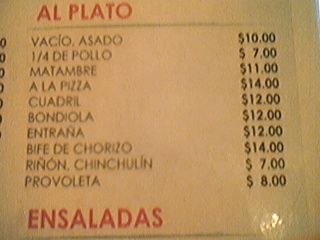 AL PLATO
VACÍO, ASADO $10.00
1/4 DE POLLO $ 7.00
MATAMBRE $11.00
A LA PIZZA $14.00
CUADRIL $12.00
BONDIOLA $12.00
ENTRAÑA $12.00
BIFE DE CHORIZO $14.00
RIÑÓN, CHINCHULÍN $ 7.00
PROVOLETA $ 8.00
ENSALADAS